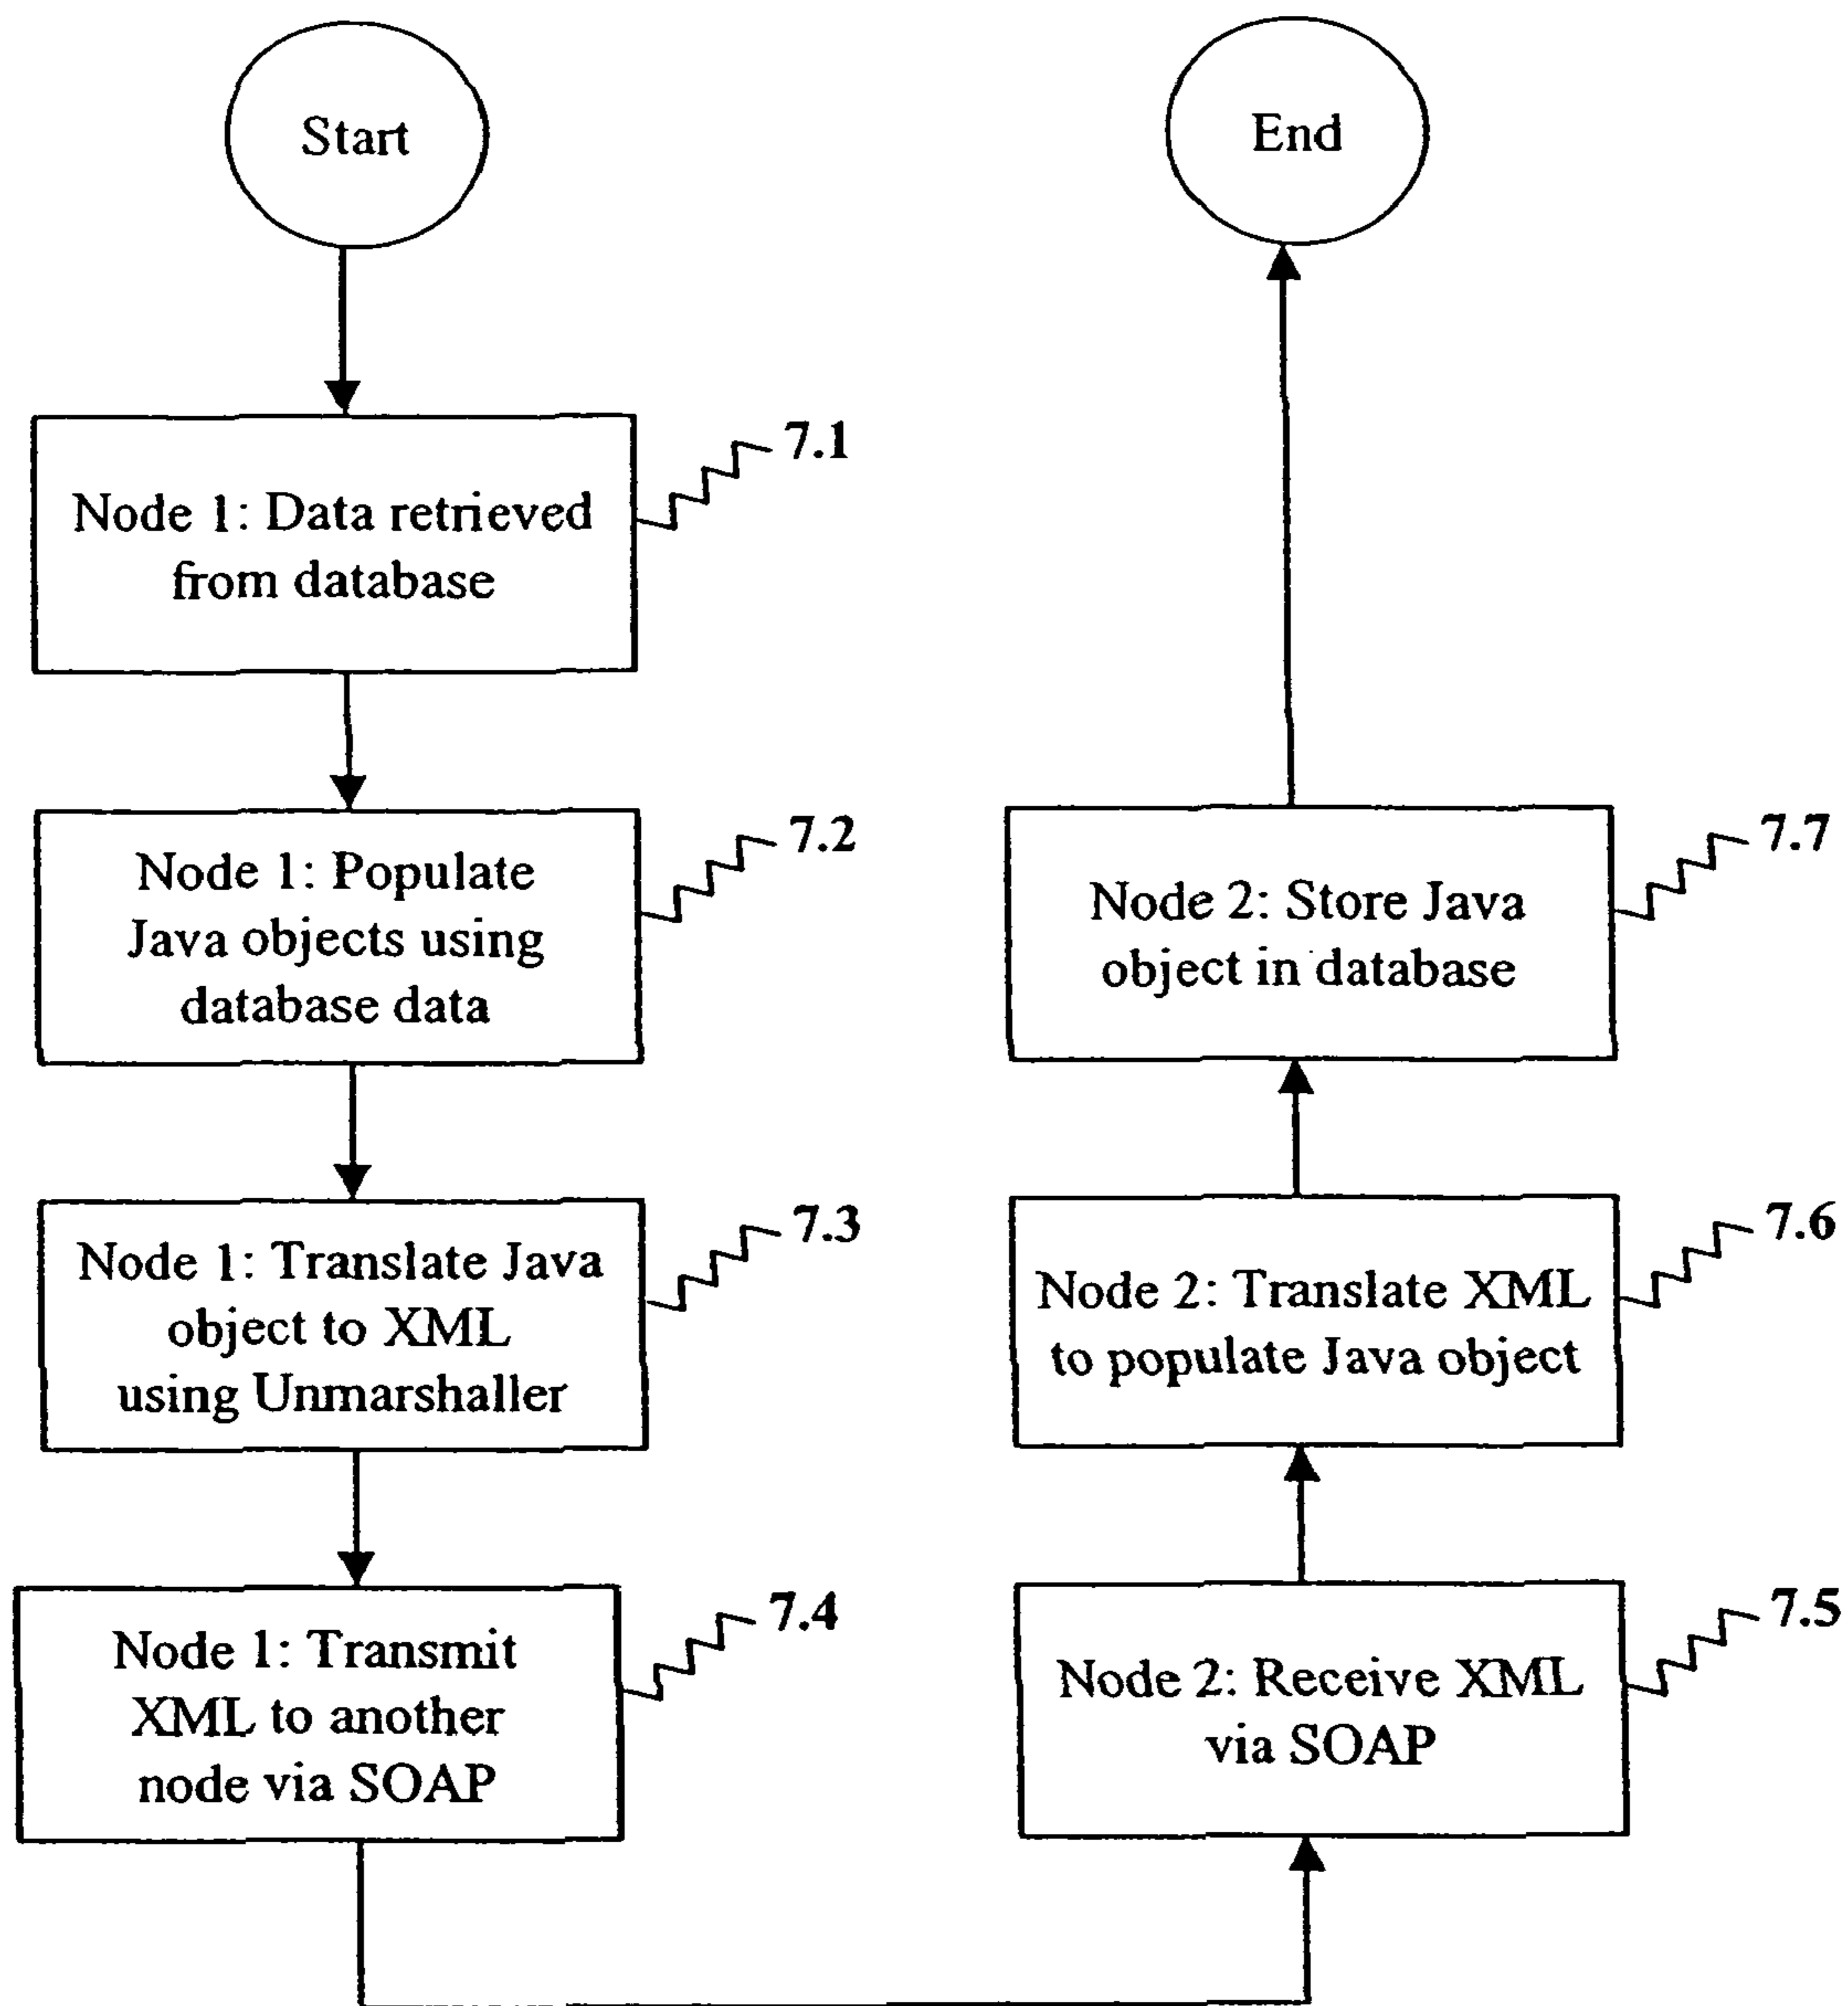 Start
Node 1: Data retrieved
from database
7.1
Node 1: Populate
Java objects using
database data
7.2
Node 1: Translate Java
object to XML
using Unmarshaller
7.3
Node 1: Transmit
XML to another
node via SOAP
7.4
Node 2: Receive XML
via SOAP
7.5
Node 2: Translate XML
to populate Java object
7.6
Node 2: Store Java
object in database
7.7
End